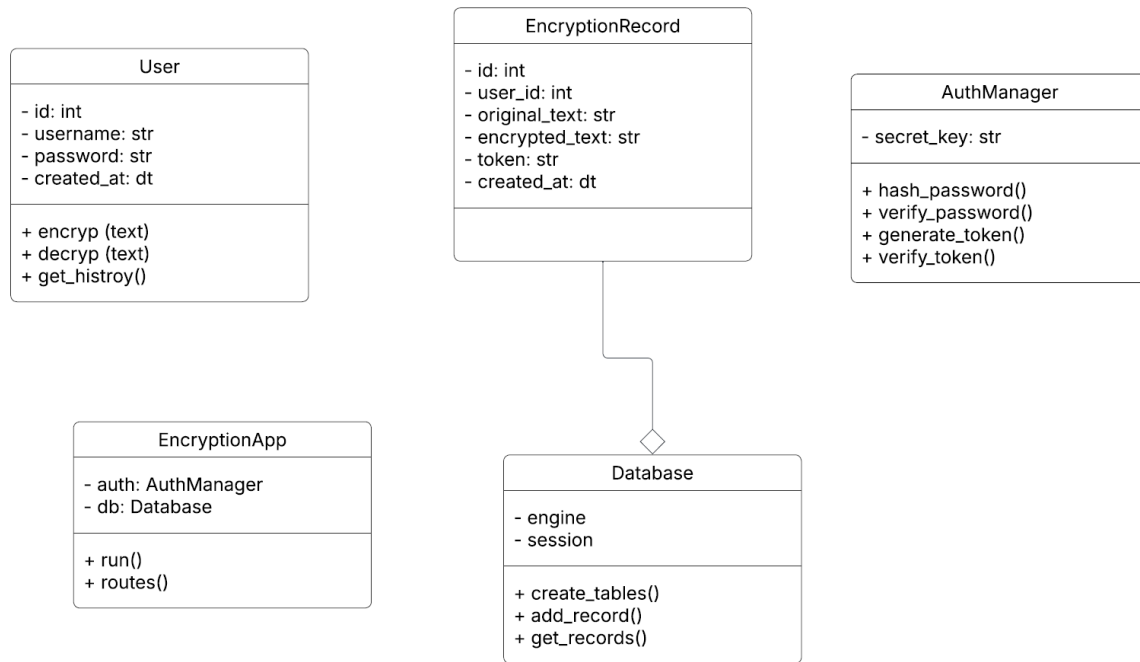 User
- id: int
- username: str
- password: str
- created_at: dt
+ encryp (text)
+ decryp (text)
+ get_histroy()
EncryptionRecord
- id: int
- user_id: int
- original_text: str
- encrypted_text: str
- token: str
- created_at: dt
AuthManager
- secret_key: str
+ hash_password()
+ verify_password()
+ generate_token()
+ verify_token()
EncryptionApp
- auth: AuthManager
- db: Database
+ run()
+ routes()
Database
- engine
- session
+ create_tables()
+ add_record()
+ get_records()